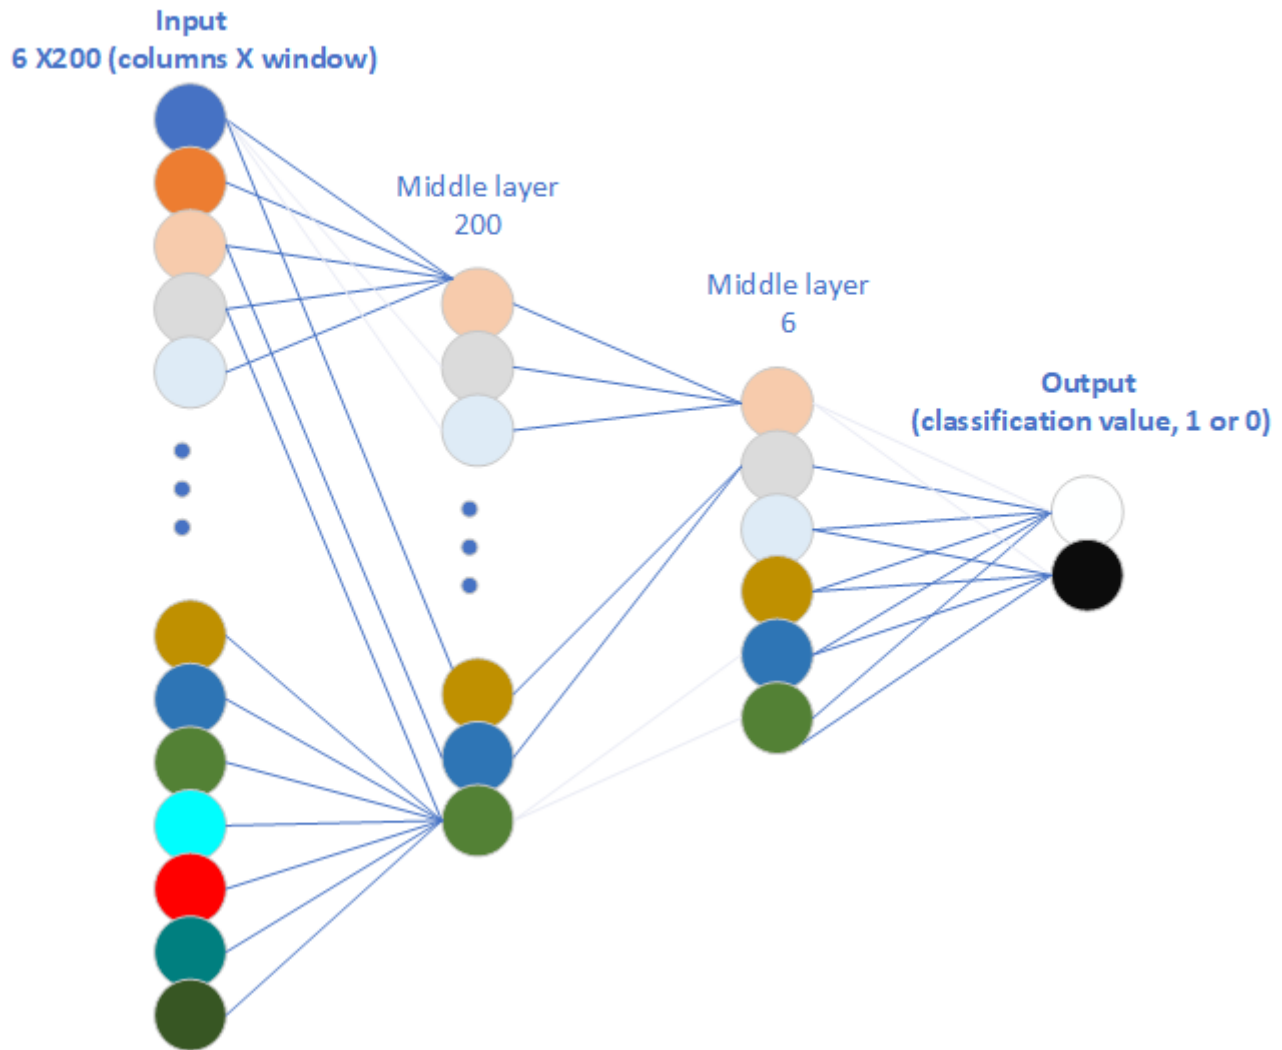 Input
6 X200 (columns X window)
Middle layer
200
Middle layer
6
Output
(classification value, 1 or 0)